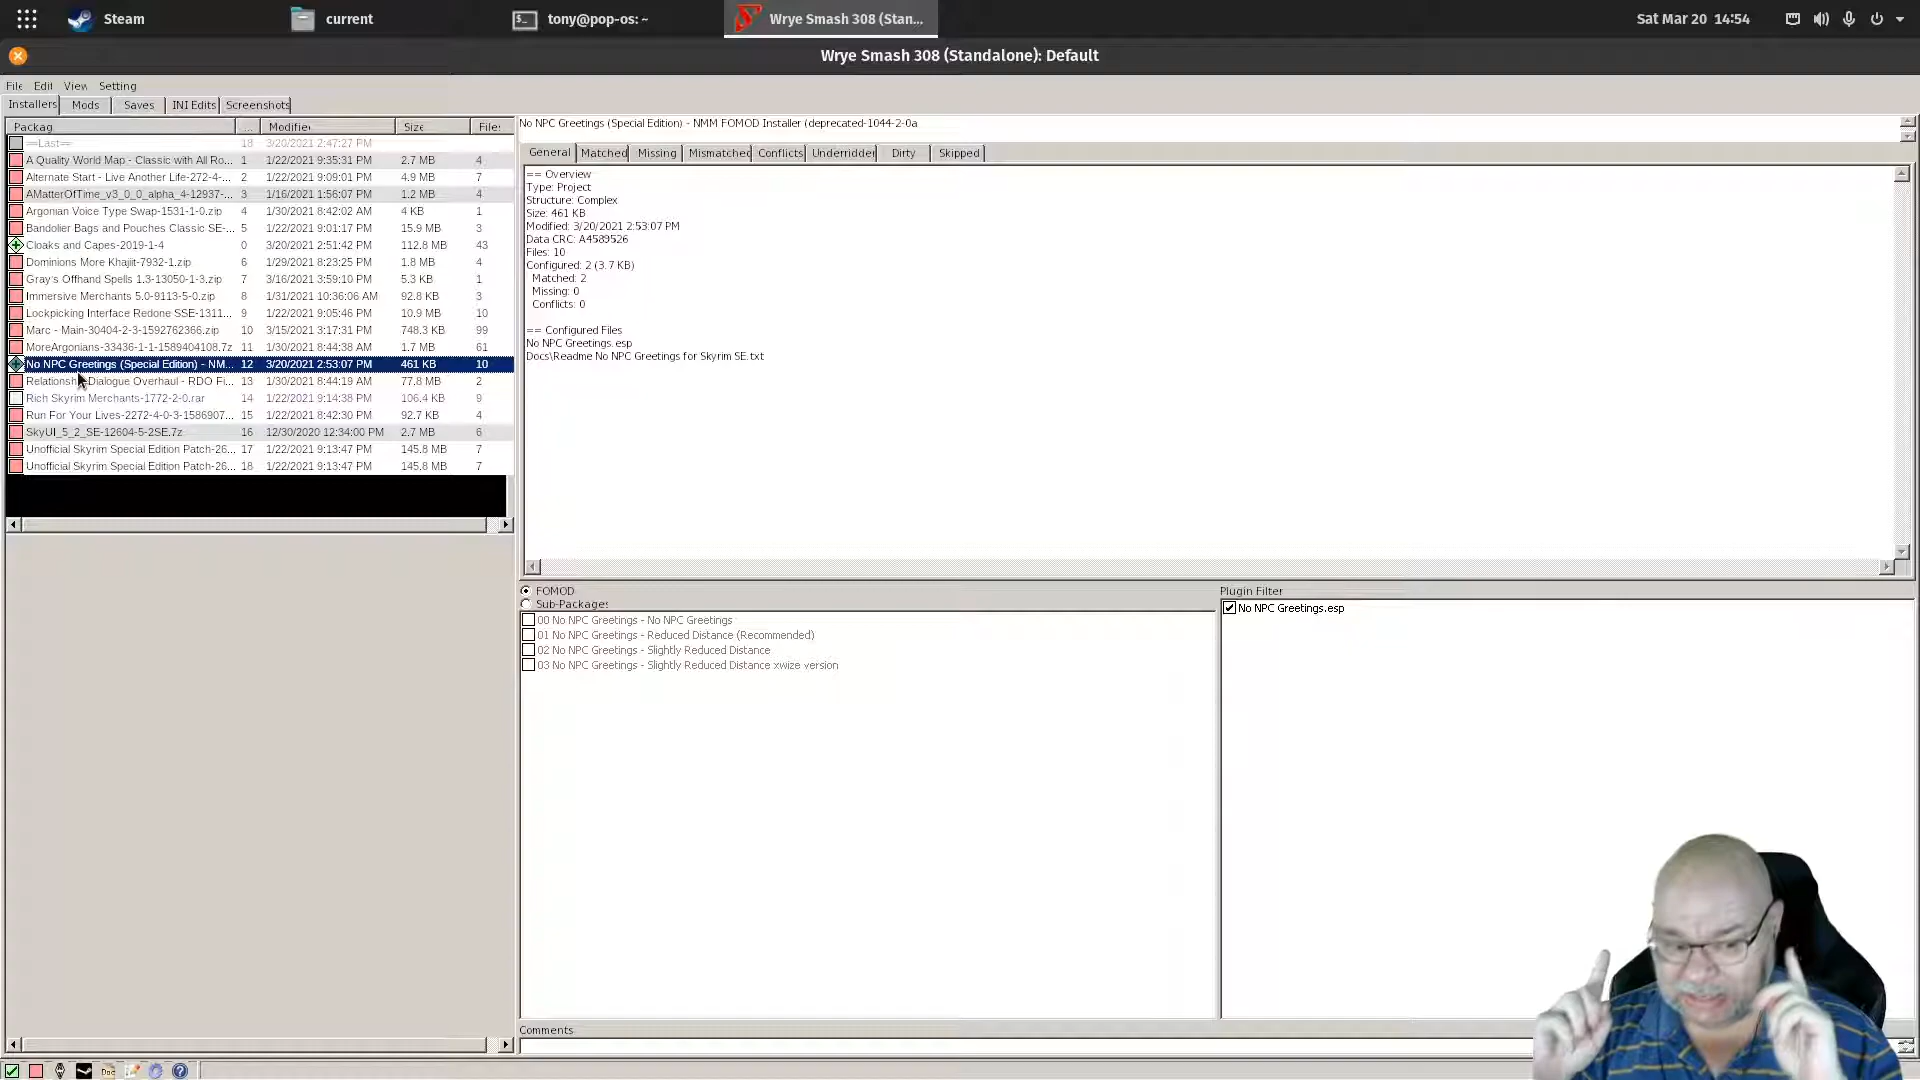 Steam
current
tony@pop-os: ~
Wrye Smash 308 (Stan...
Sat Mar 20 14:54
Wrye Smash 308 (Standalone): Default
File Edit View Setting
Installers Mods Saves INI Edits Screenshots
Packag ... Modifie Size Files
==Last== 18 3/20/2021 2:47:27 PM
A Quality World Map - Classic with All Ro... 1 1/22/2021 9:35:31 PM 2.7 MB 4
Alternate Start - Live Another Life-272-4-... 2 1/22/2021 9:09:01 PM 4.9 MB 7
AMatterOfTime_v3_0_0_alpha_4-12937-... 3 1/16/2021 1:56:07 PM 1.2 MB 4
Argonian Voice Type Swap-1531-1-0.zip 4 1/30/2021 8:42:02 AM 4 KB 1
Bandolier Bags and Pouches Classic SE-... 5 1/22/2021 9:01:17 PM 15.9 MB 3
Cloaks and Capes-2019-1-4 0 3/20/2021 2:51:42 PM 112.8 MB 43
Dominions More Khajiit-7932-1.zip 6 1/29/2021 8:23:25 PM 1.8 MB 4
Gray's Offhand Spells 1.3-13050-1-3.zip 7 3/16/2021 3:59:10 PM 5.3 KB 1
Immersive Merchants 5.0-9113-5-0.zip 8 1/31/2021 10:36:06 AM 92.8 KB 3
Lockpicking Interface Redone SSE-1311... 9 1/22/2021 9:05:46 PM 10.9 MB 10
Marc - Main-30404-2-3-1592762366.zip 10 3/15/2021 3:17:31 PM 748.3 KB 99
MoreArgonians-33436-1-1-1589404108.7z 11 1/30/2021 8:44:38 AM 1.7 MB 61
No NPC Greetings (Special Edition) - NM... 12 3/20/2021 2:53:07 PM 461 KB 10
Relationsh Dialogue Overhaul - RDO Fi... 13 1/30/2021 8:44:19 AM 77.8 MB 2
Rich Skyrim Merchants-1772-2-0.rar 14 1/22/2021 9:14:38 PM 106.4 KB 9
Run For Your Lives-2272-4-0-3-1586907... 15 1/22/2021 8:42:30 PM 92.7 KB 4
SkyUI_5_2_SE-12604-5-2SE.7z 16 12/30/2020 12:34:00 PM 2.7 MB 6
Unofficial Skyrim Special Edition Patch-26... 17 1/22/2021 9:13:47 PM 145.8 MB 7
Unofficial Skyrim Special Edition Patch-26... 18 1/22/2021 9:13:47 PM 145.8 MB 7
No NPC Greetings (Special Edition) - NMM FOMOD Installer (deprecated-1044-2-0a
General Matched Missing Mismatched Conflicts Underridden Dirty Skipped
== Overview
Type: Project
Structure: Complex
Size: 461 KB
Modified: 3/20/2021 2:53:07 PM
Data CRC: A4589526
Files: 10
Configured: 2 (3.7 KB)
Matched: 2
Missing: 0
Conflicts: 0
== Configured Files
No NPC Greetings.esp
Docs\Readme No NPC Greetings for Skyrim SE.txt
FOMOD
Sub-Packages
00 No NPC Greetings - No NPC Greetings
01 No NPC Greetings - Reduced Distance (Recommended)
02 No NPC Greetings - Slightly Reduced Distance
03 No NPC Greetings - Slightly Reduced Distance xwize version
Plugin Filter
No NPC Greetings.esp
Comments
Doc